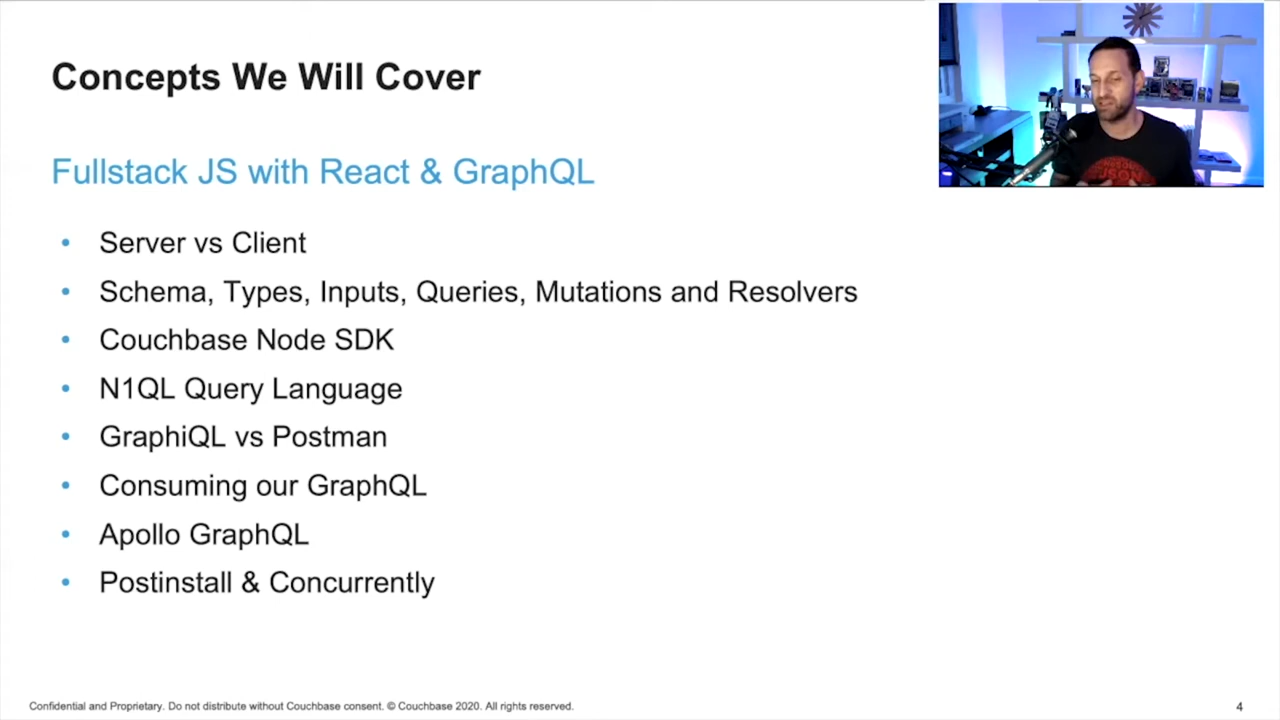 Concepts We Will Cover
Fullstack JS with React & GraphQL
• Server vs Client
• Schema, Types, Inputs, Queries, Mutations and Resolvers
• Couchbase Node SDK
• N1QL Query Language
• GraphiQL vs Postman
• Consuming our GraphQL
• Apollo GraphQL
• Postinstall & Concurrently
JSON
Confidential and Proprietary. Do not distribute without Couchbase consent. © Couchbase 2020. All rights reserved.
4